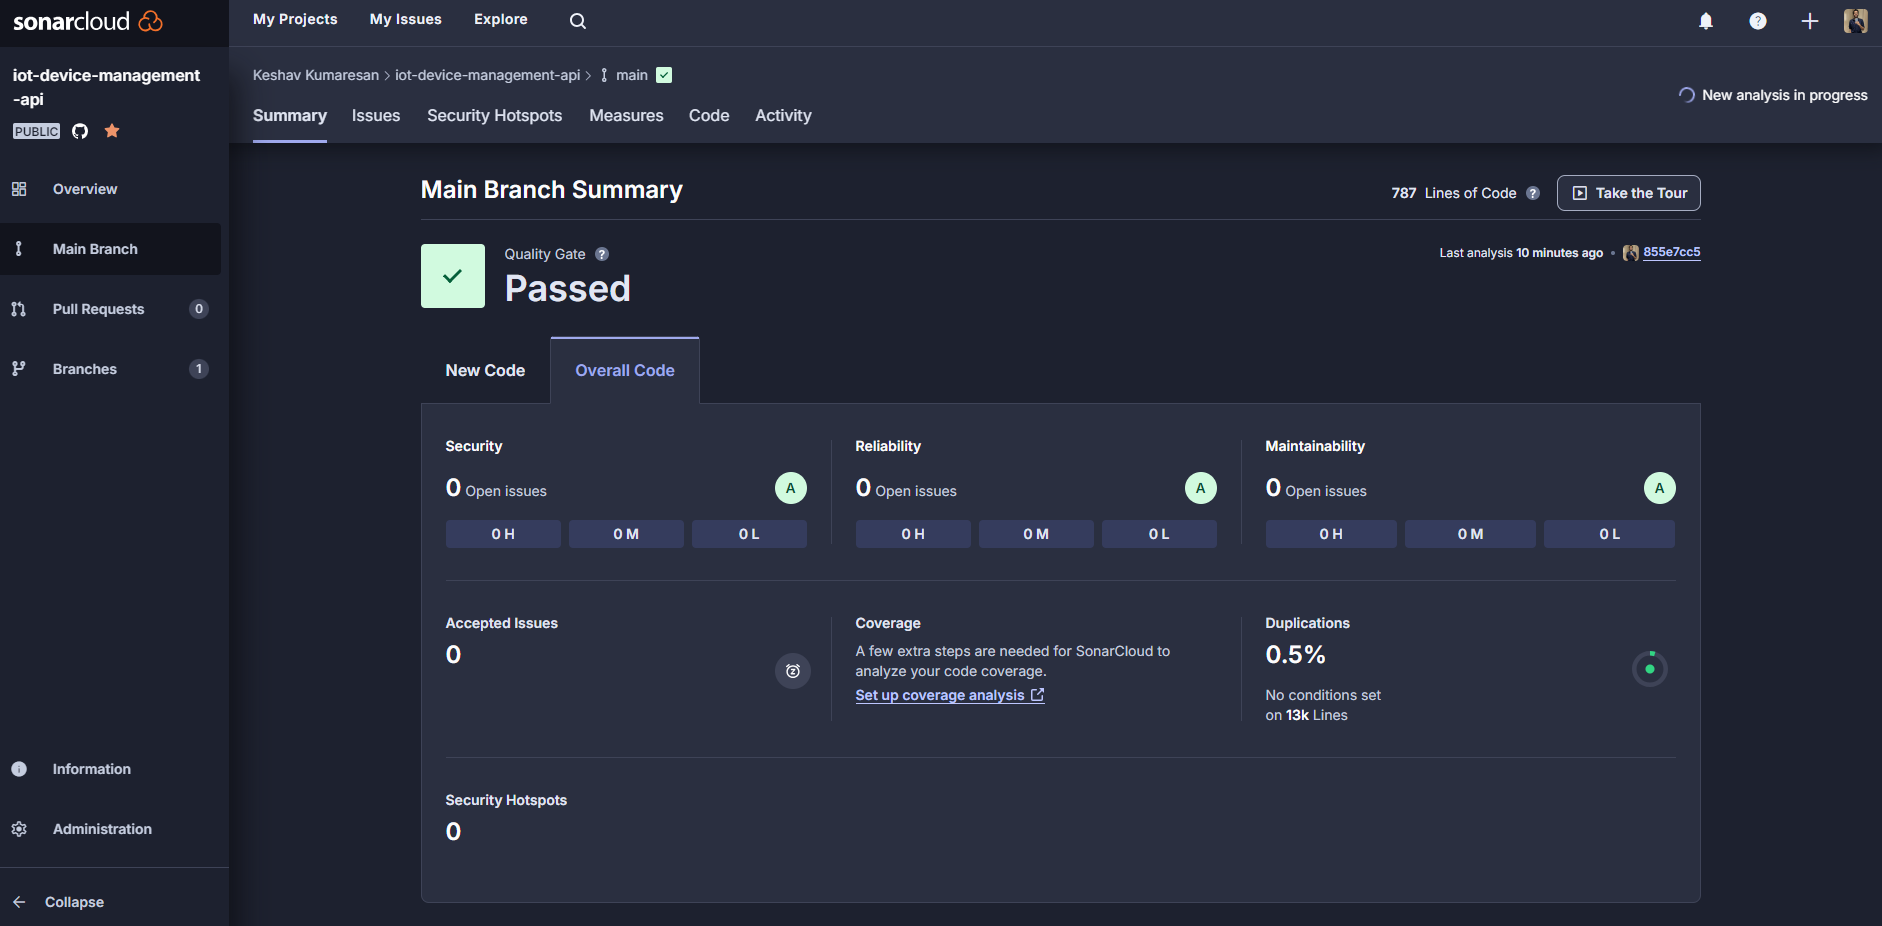 sonarcloud
My Projects
My Issues
Explore
iot-device-management
-api
PUBLIC
Overview
Main Branch
Pull Requests 0
Branches 1
Information
Administration
Collapse
Keshav Kumaresan > iot-device-management-api > main
New analysis in progress
Summary
Issues
Security Hotspots
Measures
Code
Activity
Main Branch Summary
787 Lines of Code ?
Take the Tour
Quality Gate ?
Passed
Last analysis 10 minutes ago • 855e7cc5
New Code
Overall Code
Security
0 Open issues
A
0 H
0 M
0 L
Reliability
0 Open issues
A
0 H
0 M
0 L
Maintainability
0 Open issues
A
0 H
0 M
0 L
Accepted Issues
0
Coverage
A few extra steps are needed for SonarCloud to
analyze your code coverage.
Set up coverage analysis
Duplications
0.5%
No conditions set
on 13k Lines
Security Hotspots
0